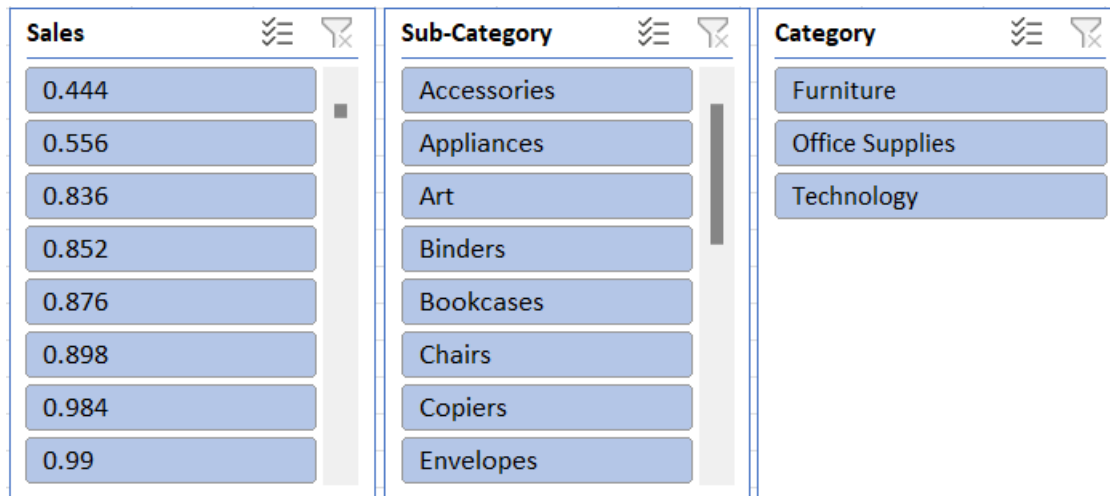 Sales
0.444
0.556
0.836
0.852
0.876
0.898
0.984
0.99
Sub-Category
Accessories
Appliances
Art
Binders
Bookcases
Chairs
Copiers
Envelopes
Category
Furniture
Office Supplies
Technology